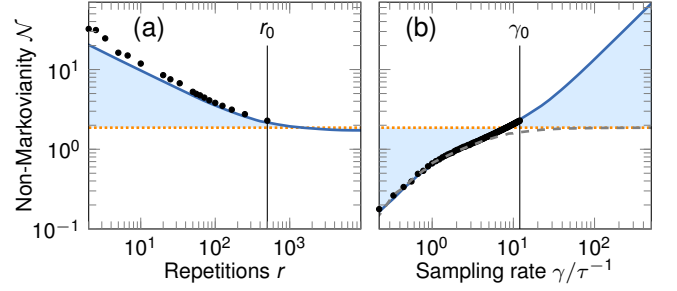 (a) r₀ (b) γ₀
Non-Markovianity 𝒩
10¹
10⁰
10⁻¹
10¹ 10² 10³ 10⁰ 10¹ 10²
Repetitions r Sampling rate γ/τ⁻¹